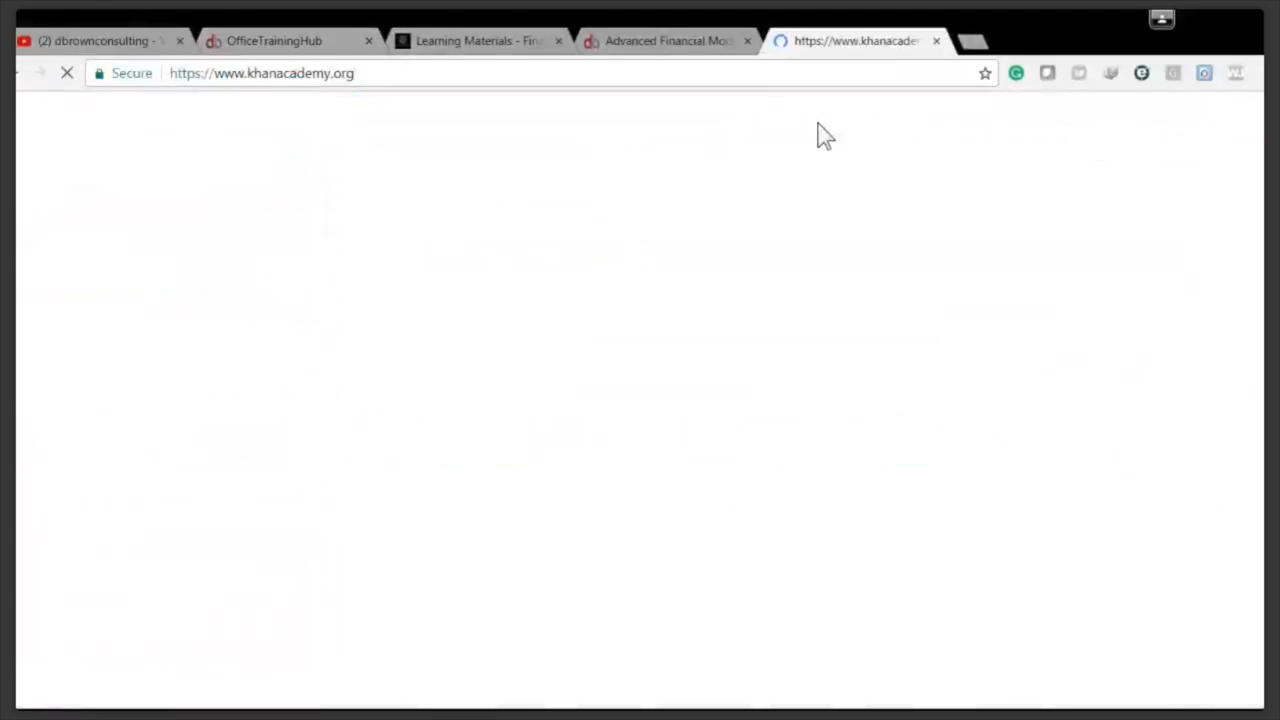 (2) dbrownconsulting -
OfficeTrainingHub
Learning Materials - Fin
Advanced Financial Mo
https://www.khanacade
Secure
https://www.khanacademy.org